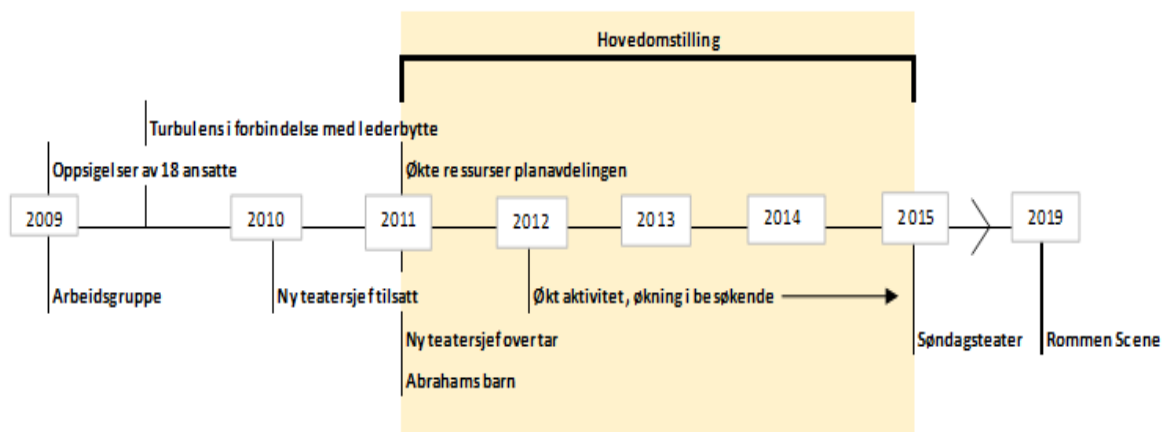 Hovedomstilling
Turbulens i forbindelse med lederbytte
Oppsigelser av 18 ansatte
Økte ressurser planavdelingen
2009
2010
2011
2012
2013
2014
2015
2019
Arbeidsgruppe
Ny teatersjef tilsatt
Økt aktivitet, økning i besøkende
Ny teatersjef overtar
Søndagsteater
Rommen Scene
Abrahams barn